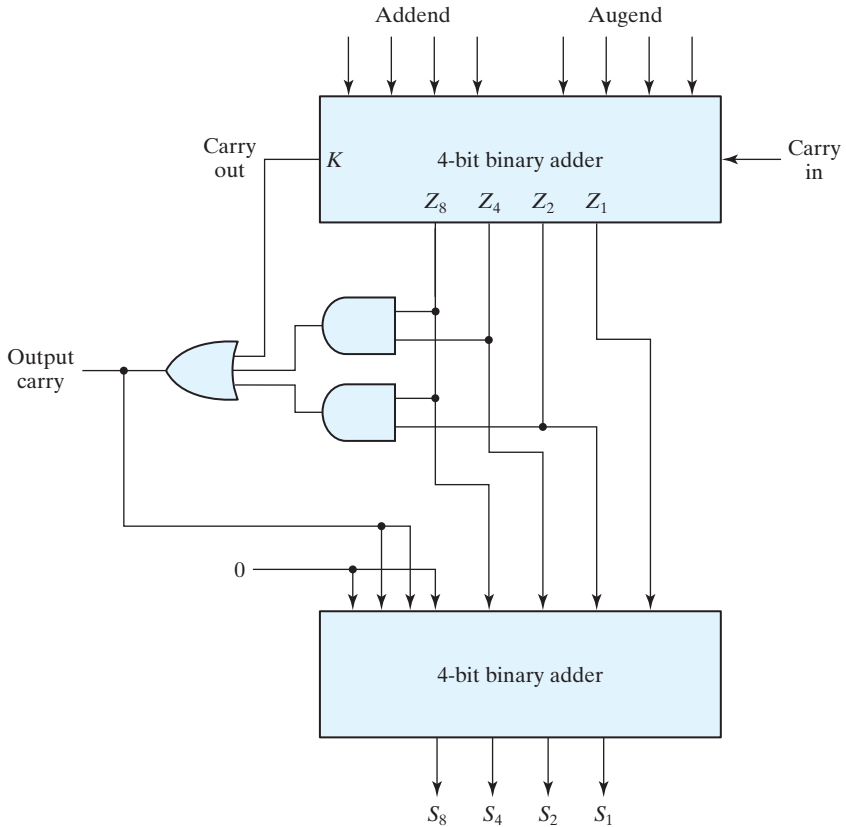 Addend
Augend
Carry
out
K
4-bit binary adder
Carry
in
Z8 Z4 Z2 Z1
Output
carry
0
4-bit binary adder
S8 S4 S2 S1